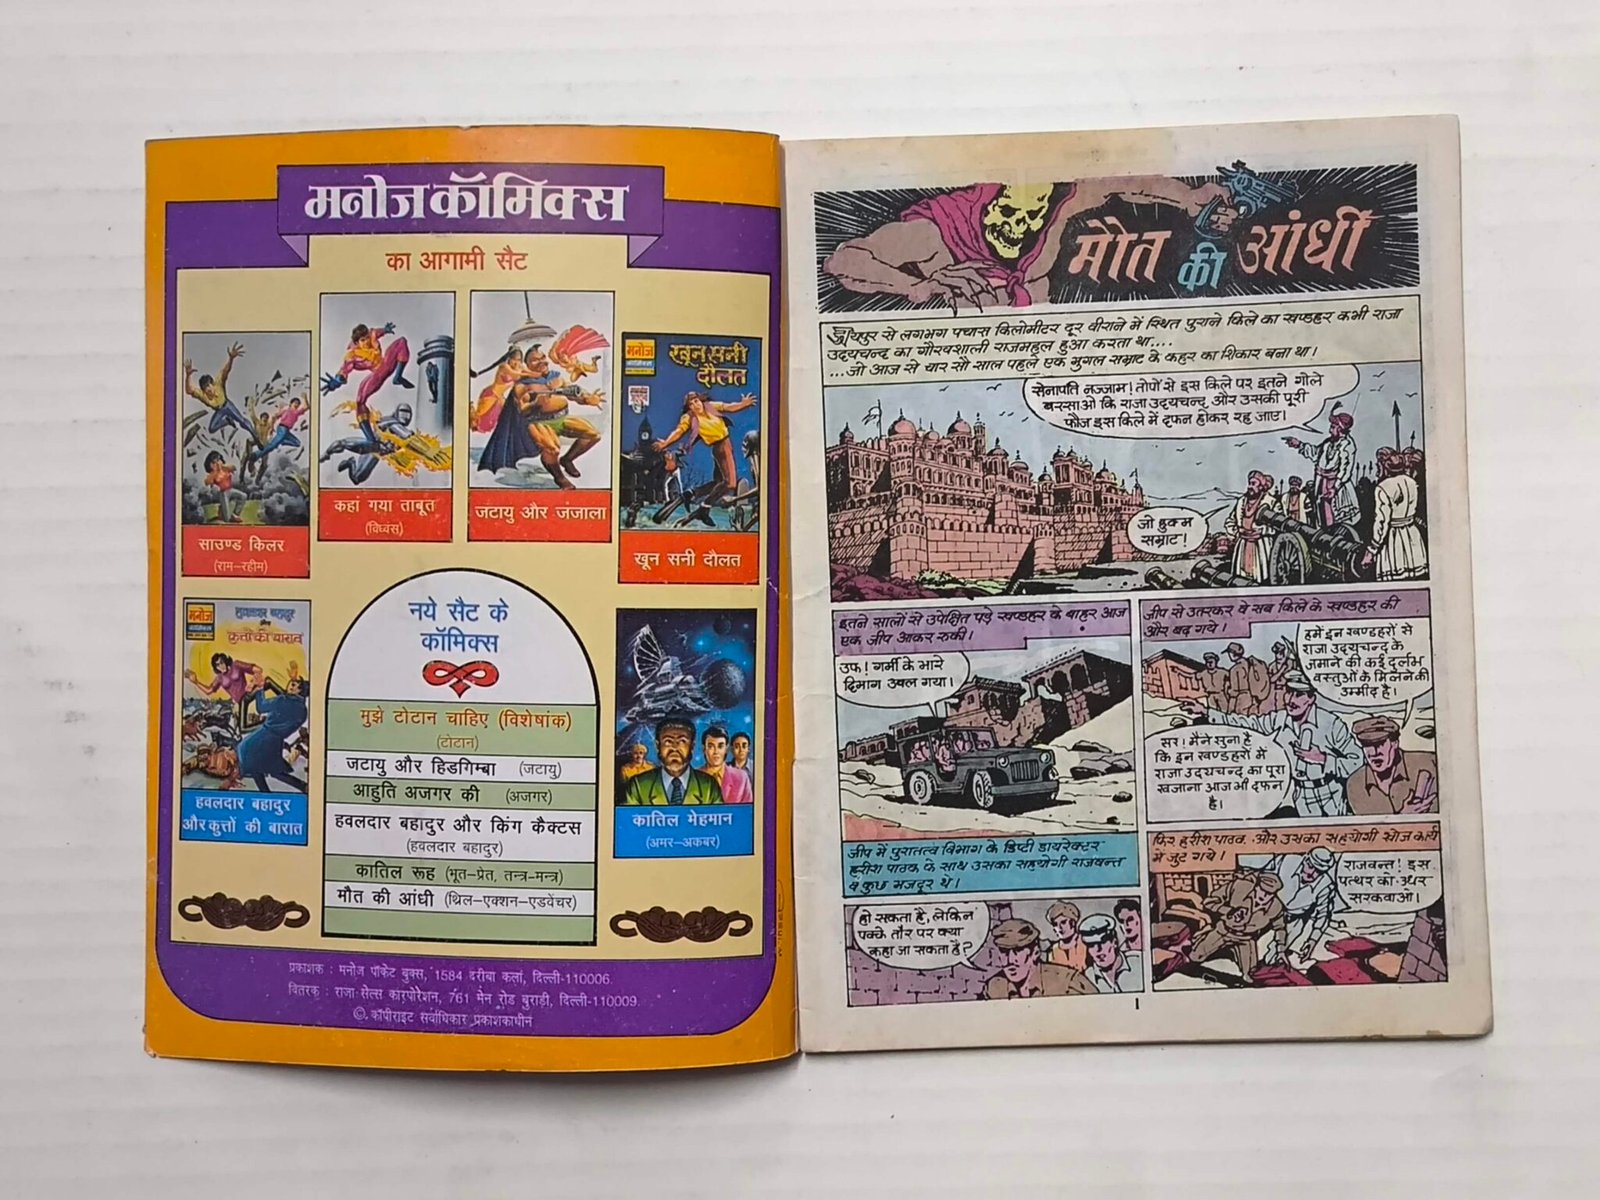 मनोज कॉमिक्स
का आगामी सैट
साउण्ड किलर
(राम-रहीम)
कहां गया ताबूत
(विध्वंस)
जटायु और जंजाला
मनोज
कॉमिक्स
खून सनी
दौलत
खून सनी दौलत
मनोज
कॉमिक्स
हवलदार बहादुर
और
कुत्तों की बारात
हवलदार बहादुर
और कुत्तों की बारात
नये सैट के
कॉमिक्स
मुझे टोटान चाहिए (विशेषांक)
(टोटान)
जटायु और हिडगिम्बा (जटायु)
आहुति अजगर की (अजगर)
हवलदार बहादुर और किंग कैक्टस
(हवलदार बहादुर)
कातिल रूह (भूत-प्रेत, तन्त्र-मन्त्र)
मौत की आंधी (थ्रिल-एक्शन-एडवेंचर)
कातिल मेहमान
(अमर-अकबर)
प्रकाशक : मनोज पॉकेट बुक्स, 1584 दरीबा कलां, दिल्ली-110006.
वितरक : राजा सेल्स कारपोरेशन, 761 मेन रोड बुराड़ी, दिल्ली-110009.
© कॉपीराइट सर्वाधिकार प्रकाशकाधीन
मौत की आंधी
से लगभग पचास किलोमीटर दूर वीराने में स्थित पुराने किले का खण्डहर कभी राजा
उदयचन्द का गौरवशाली राजमहल हुआ करता था....
...जो आज से चार सौ साल पहले एक मुगल सम्राट के कहर का शिकार बना था।
सेनापति नज्जाम! तोपों से इस किले पर इतने गोले
बरसाओ कि राजा उदयचन्द और उसकी पूरी
फौज इस किले में दफन होकर रह जाए।
जो हुक्म
सम्राट!
इतने सालों से उपेक्षित पड़े खण्डहर के बाहर आज
एक जीप आकर रुकी।
उफ! गर्मी के मारे
दिमाग उबल गया।
जीप में पुरातत्व विभाग के डिप्टी डायरेक्टर
हरीश पाठक के साथ उसका सहयोगी राजवन्त
व कुछ मजदूर थे।
जीप से उतरकर वे सब किले के खण्डहर की
ओर बढ़ गये।
हमें इन खण्डहरों से
राजा उदयचन्द के
जमाने की कई दुर्लभ
वस्तुओं के मिलने की
उम्मीद है।
सर! मैंने सुना है
कि इन खण्डहरों में
राजा उदयचन्द का पूरा
खजाना आज भी दफन
है।
हो सकता है, लेकिन
पक्के तौर पर क्या
कहा जा सकता है?
फिर हरीश पाठक और उसका सहयोगी खोज कार्य
में जुट गये।
राजवन्त! इस
पत्थर को उधर
सरकवाओ।
1